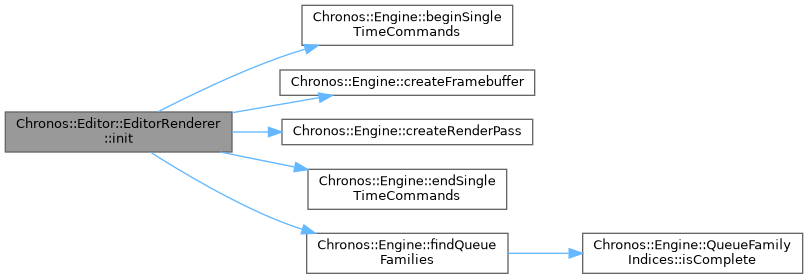 Chronos::Editor::EditorRenderer
::init
Chronos::Engine::beginSingle
TimeCommands
Chronos::Engine::createFramebuffer
Chronos::Engine::createRenderPass
Chronos::Engine::endSingle
TimeCommands
Chronos::Engine::findQueue
Families
Chronos::Engine::QueueFamily
Indices::isComplete